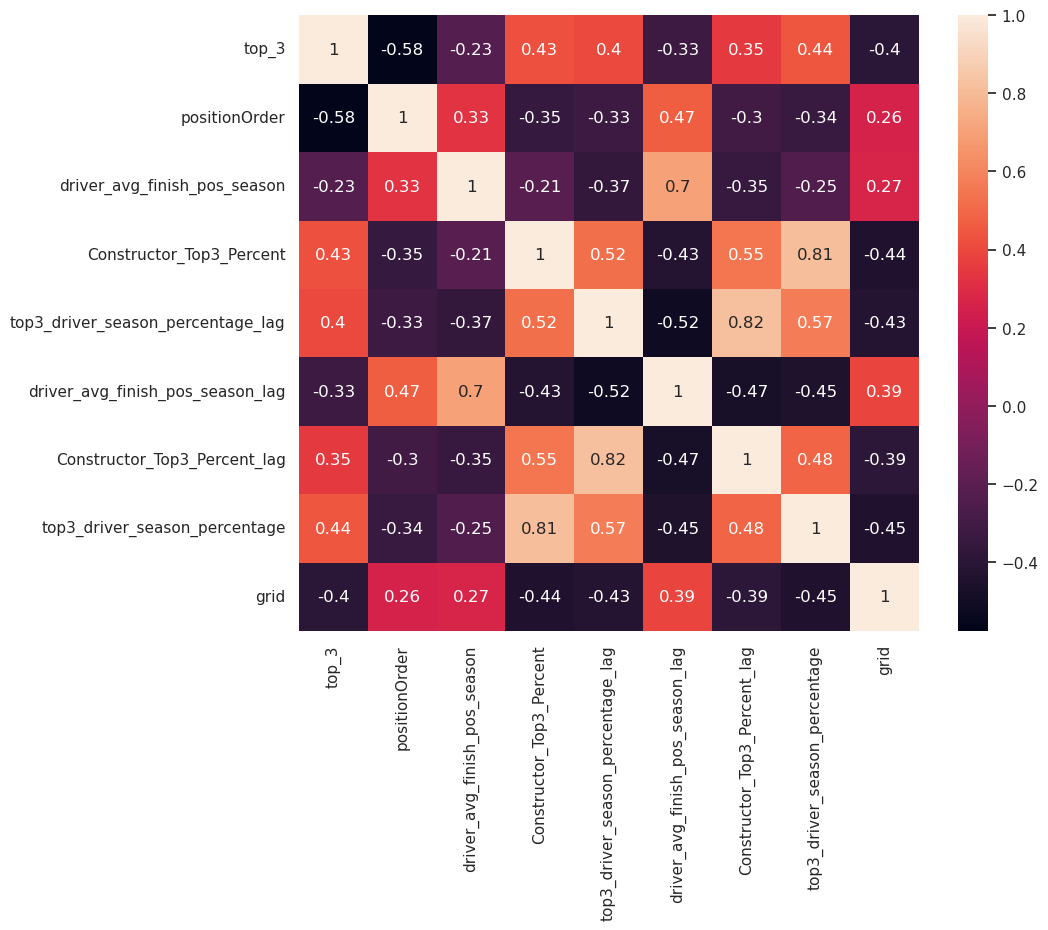 top_3 1 -0.58 -0.23 0.43 0.4 -0.33 0.35 0.44 -0.4
positionOrder -0.58 1 0.33 -0.35 -0.33 0.47 -0.3 -0.34 0.26
driver_avg_finish_pos_season -0.23 0.33 1 -0.21 -0.37 0.7 -0.35 -0.25 0.27
Constructor_Top3_Percent 0.43 -0.35 -0.21 1 0.52 -0.43 0.55 0.81 -0.44
top3_driver_season_percentage_lag 0.4 -0.33 -0.37 0.52 1 -0.52 0.82 0.57 -0.43
driver_avg_finish_pos_season_lag -0.33 0.47 0.7 -0.43 -0.52 1 -0.47 -0.45 0.39
Constructor_Top3_Percent_lag 0.35 -0.3 -0.35 0.55 0.82 -0.47 1 0.48 -0.39
top3_driver_season_percentage 0.44 -0.34 -0.25 0.81 0.57 -0.45 0.48 1 -0.45
grid -0.4 0.26 0.27 -0.44 -0.43 0.39 -0.39 -0.45 1
top_3
positionOrder
driver_avg_finish_pos_season
Constructor_Top3_Percent
top3_driver_season_percentage_lag
driver_avg_finish_pos_season_lag
Constructor_Top3_Percent_lag
top3_driver_season_percentage
grid
1.0
0.8
0.6
0.4
0.2
0.0
−0.2
−0.4